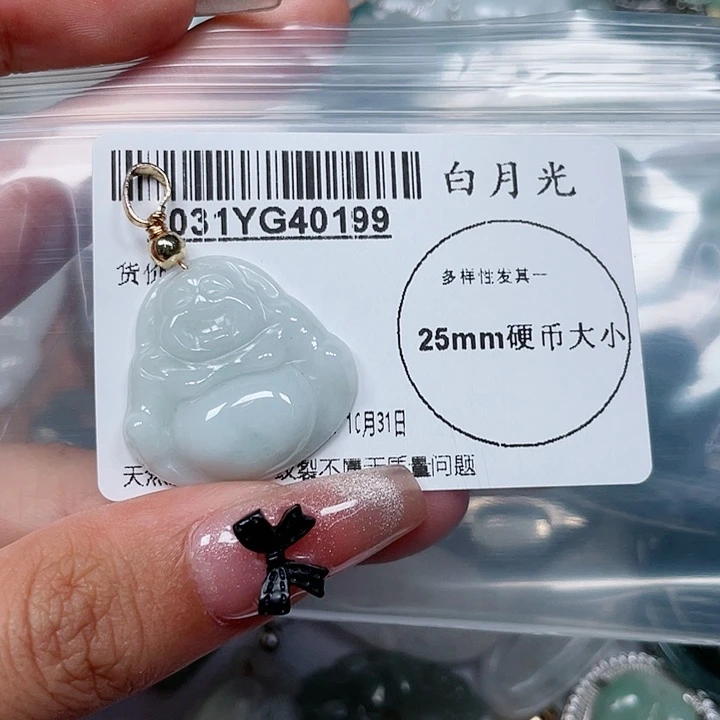 白月光
031YG40199
货价
多样性发其一
25mm硬币大小
10月31日
天然 裂不属于质量问题